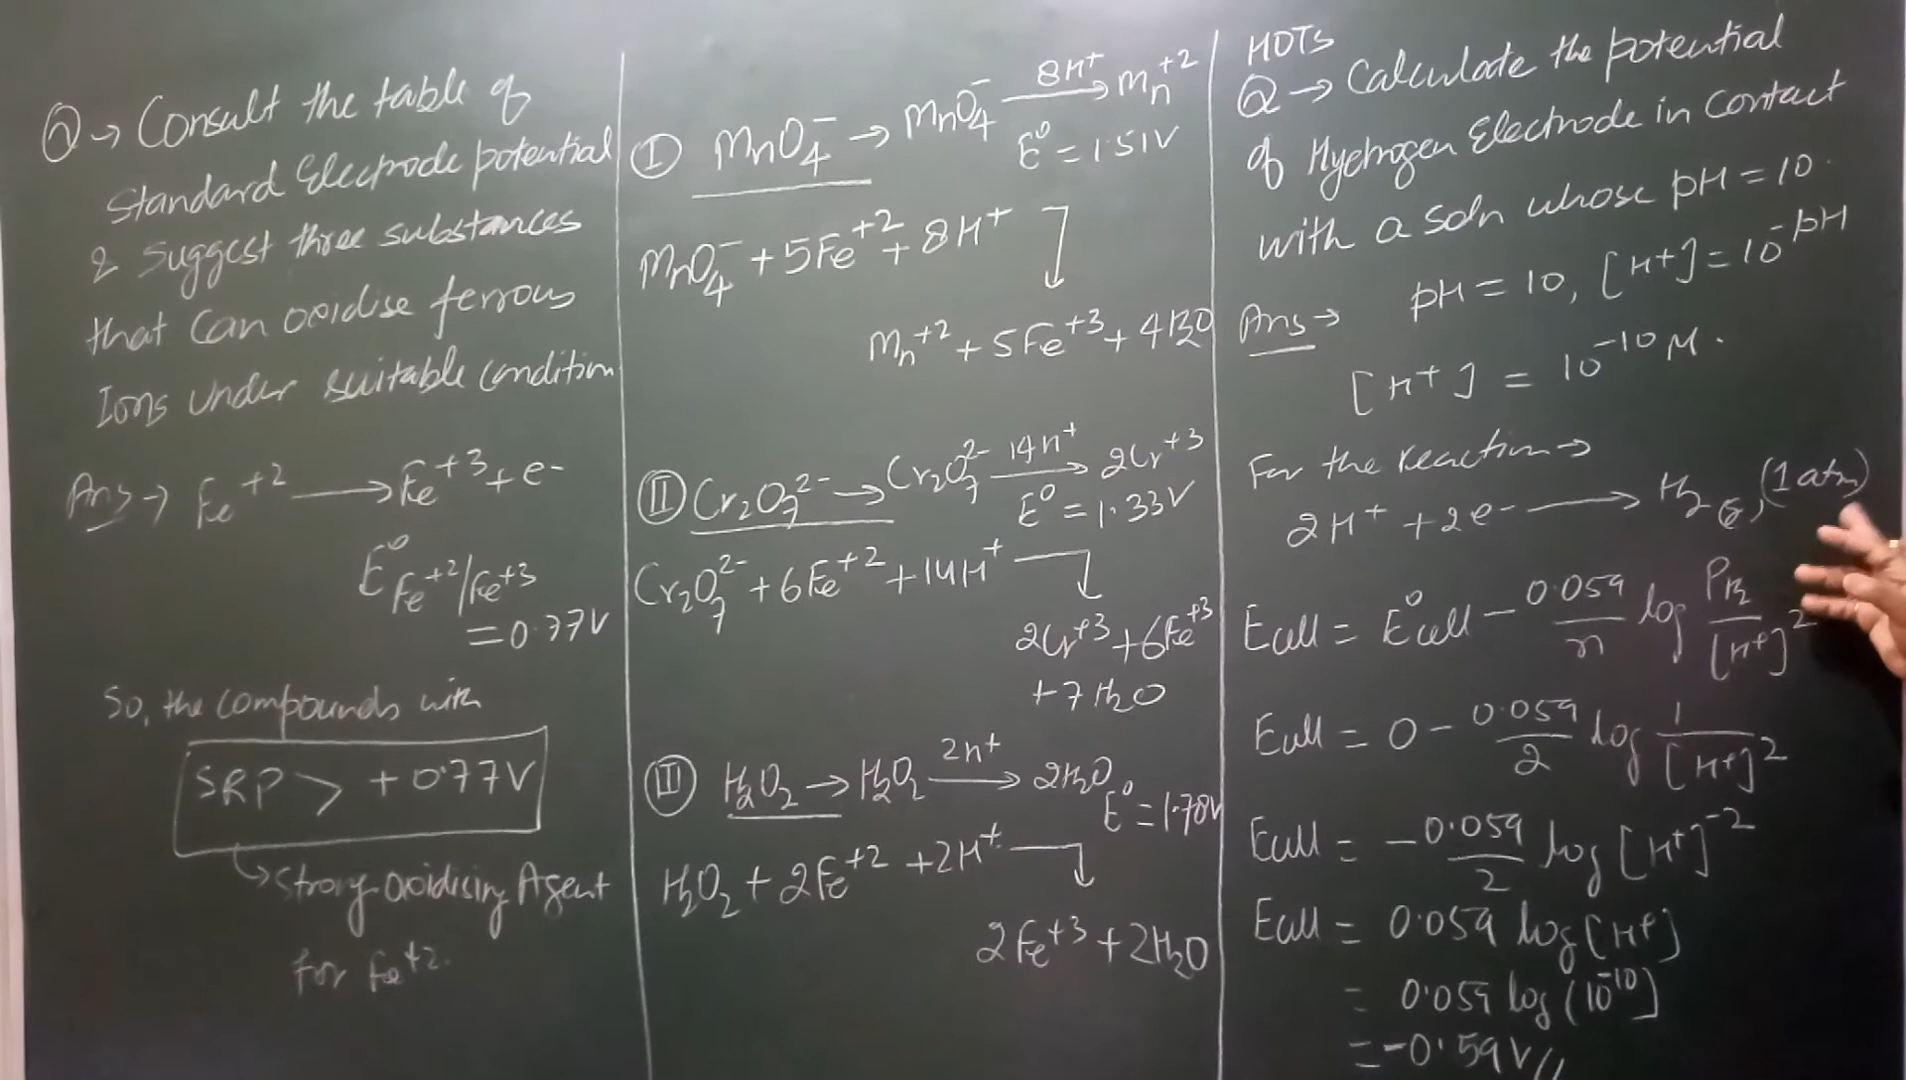 Q → Consult the table of
Standard Electrode potential
& suggest three substances
that can oxidise ferrous
Ions under suitable condition
Ans → Fe+2 → Fe+3 + e-
E⁰ Fe+2/Fe+3
= 0.77V
So, the compounds with
SRP > +0.77V
↳ Strong oxidising Agent
for Fe+2.
Ⓘ MnO4- → MnO4- 8H+ → Mn+2
E⁰ = 1.51V
MnO4- + 5Fe+2 + 8H+
Mn+2 + 5Fe+3 + 4H2O
Ⅱ Cr2O7 2- → Cr2O7 2- 14H+ → 2Cr+3
E⁰ = 1.33V
Cr2O7 2- + 6Fe+2 + 14H+
2Cr+3 + 6Fe+3
+ 7H2O
Ⅲ H2O2 → H2O2 2H+ → 2H2O
E⁰ = 1.78V
H2O2 + 2Fe+2 + 2H+
2Fe+3 + 2H2O
HOTs
Q → Calculate the potential
of Hydrogen Electrode in contact
with a soln whose pH = 10.
Ans → pH = 10, [H+] = 10^-pH
[H+] = 10^-10 M.
For the reaction →
2H+ + 2e- → H2(g), (1 atm)
Ecell = E⁰cell - 0.059/n log PH2/[H+]^2
Ecell = 0 - 0.059/2 log 1/[H+]^2
Ecell = -0.059/2 log [H+]^-2
Ecell = 0.059 log [H+]
= 0.059 log (10^-10)
= -0.59V //